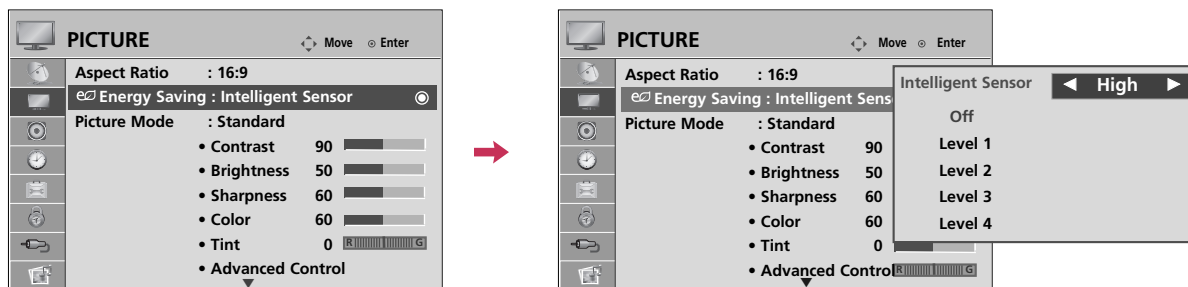 PICTURE
Move
Enter
Aspect Ratio : 16:9
Energy Saving : Intelligent Sensor
Picture Mode : Standard
• Contrast 90
• Brightness 50
• Sharpness 60
• Color 60
• Tint 0 R G
• Advanced Control
PICTURE
Move
Enter
Aspect Ratio : 16:9
Energy Saving : Intelligent Sens
Picture Mode : Standard
• Contrast 90
• Brightness 50
• Sharpness 60
• Color 60
• Tint 0
• Advanced Control R G
Intelligent Sensor ◀ High ▶
Off
Level 1
Level 2
Level 3
Level 4